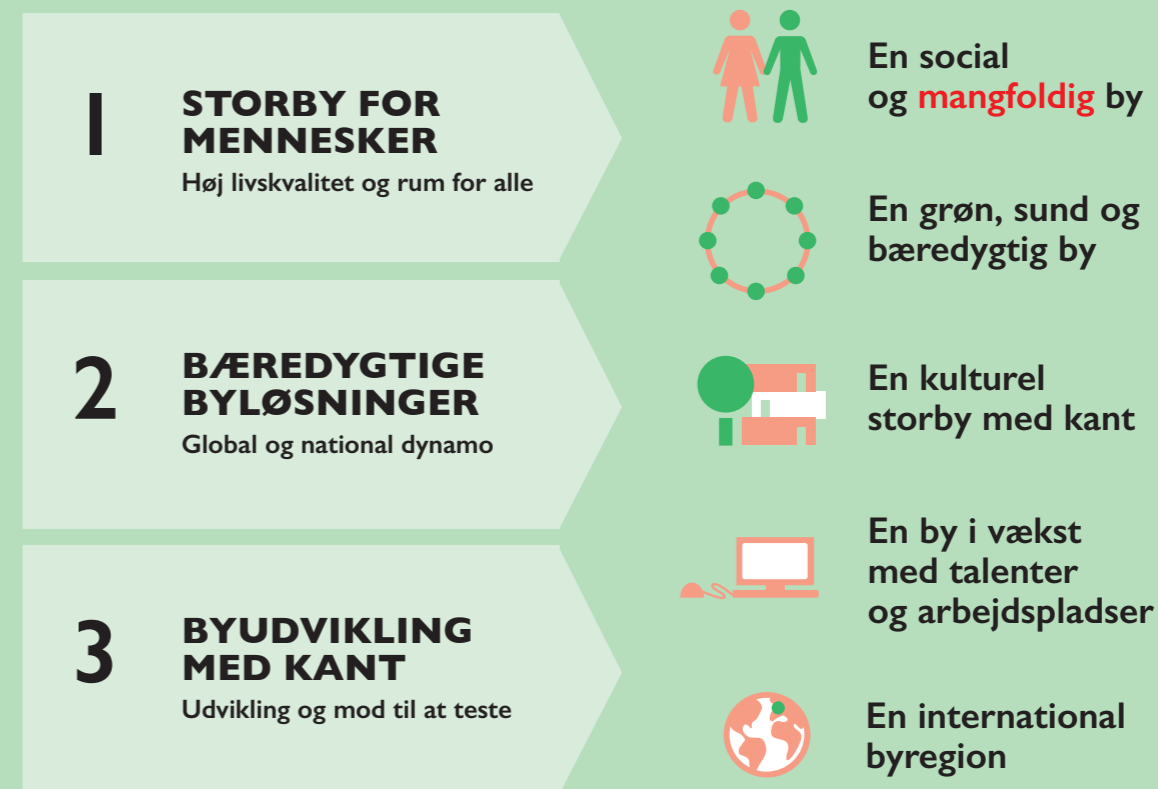 1
STORBY FOR
MENNESKER
Høj livskvalitet og rum for alle
2
BÆREDYGTIGE
BYLØSNINGER
Global og national dynamo
3
BYUDVIKLING
MED KANT
Udvikling og mod til at teste
En social
og mangfoldig by
En grøn, sund og
bæredygtig by
En kulturel
storby med kant
En by i vækst
med talenter
og arbejdspladser
En international
byregion